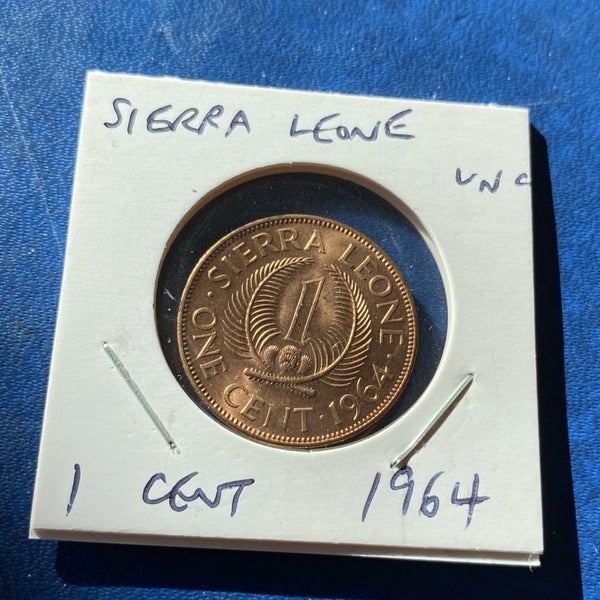 SIERRA LEONE
UNC
· SIERRA LEONE ·
1
ONE CENT · 1964
1 CENT 1964